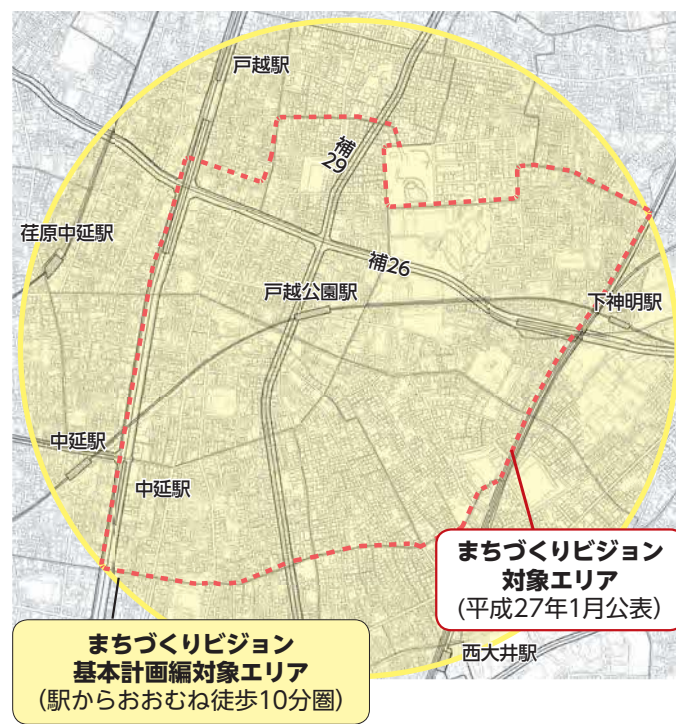 戸越駅
補29
荏原中延駅
補26
戸越公園駅
下神明駅
中延駅
中延駅
まちづくりビジョン
対象エリア
(平成27年1月公表)
西大井駅
まちづくりビジョン
基本計画編対象エリア
(駅からおおむね徒歩10分圏)